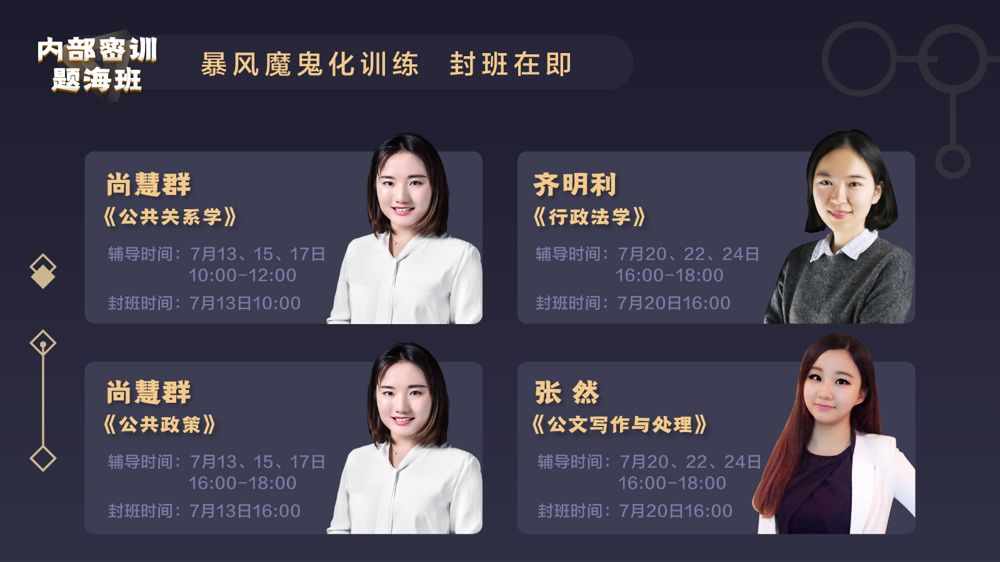 内部密训
题海班
暴风魔鬼化训练 封班在即
尚慧群
《公共关系学》
辅导时间：7月13、15、17日
10:00-12:00
封班时间：7月13日10:00
齐明利
《行政法学》
辅导时间：7月20、22、24日
16:00-18:00
封班时间：7月20日16:00
尚慧群
《公共政策》
辅导时间：7月13、15、17日
16:00-18:00
封班时间：7月13日16:00
张 然
《公文写作与处理》
辅导时间：7月20、22、24日
16:00-18:00
封班时间：7月20日16:00